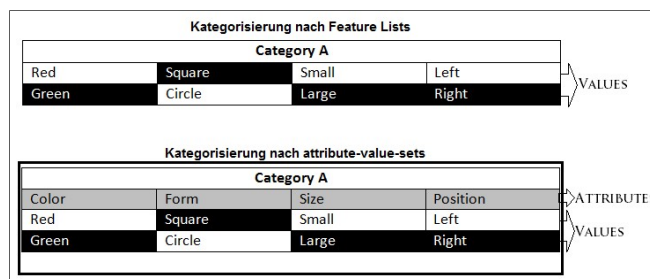 Kategorisierung nach Feature Lists
Category A
Red Square Small Left
Green Circle Large Right
VALUES
Kategorisierung nach attribute-value-sets
Category A
Color Form Size Position
ATTRIBUTE
Red Square Small Left
Green Circle Large Right
VALUES